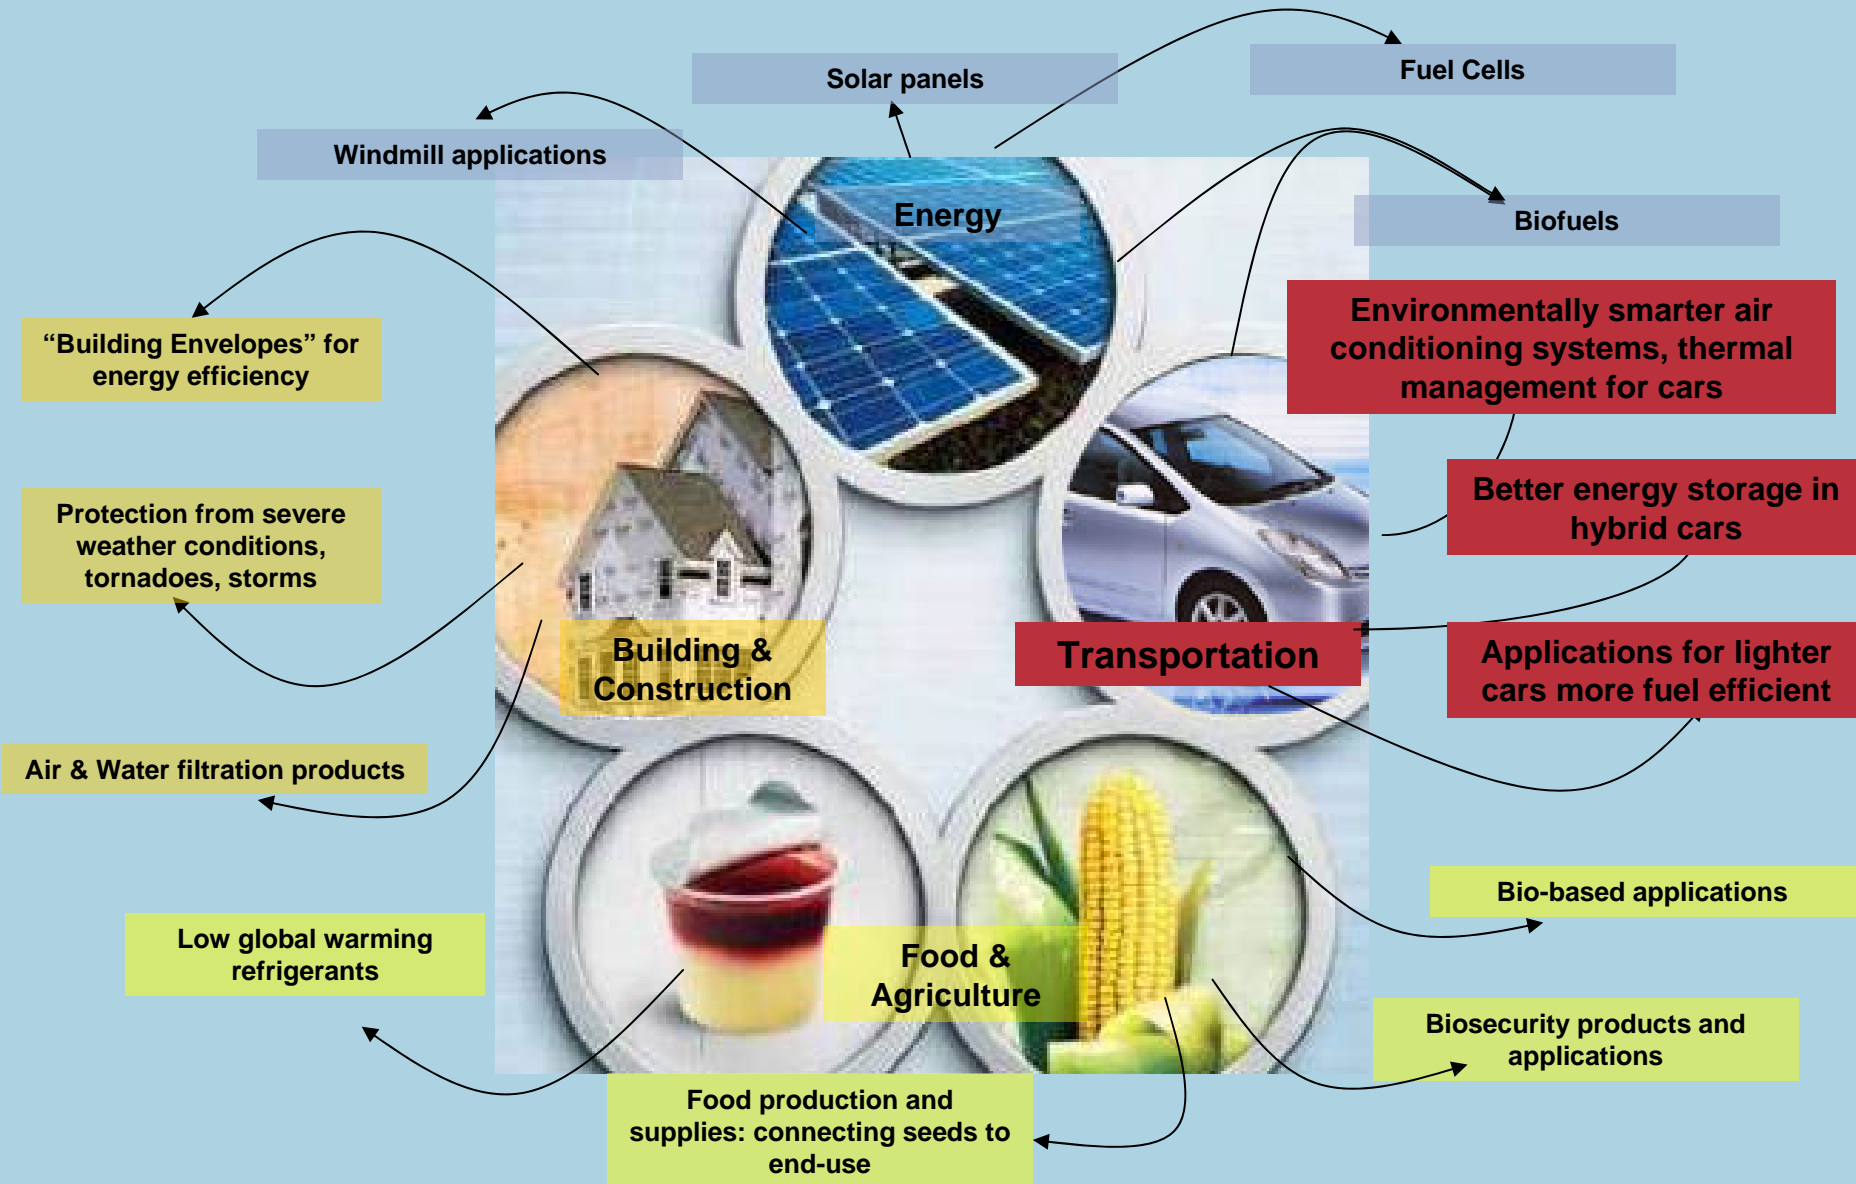 Solar panels
Fuel Cells
Windmill applications
Energy
Biofuels
“Building Envelopes” for
energy efficiency
Environmentally smarter air
conditioning systems, thermal
management for cars
Protection from severe
weather conditions,
tornadoes, storms
Better energy storage in
hybrid cars
Building &
Construction
Transportation
Applications for lighter
cars more fuel efficient
Air & Water filtration products
Bio-based applications
Low global warming
refrigerants
Food &
Agriculture
Biosecurity products and
applications
Food production and
supplies: connecting seeds to
end-use